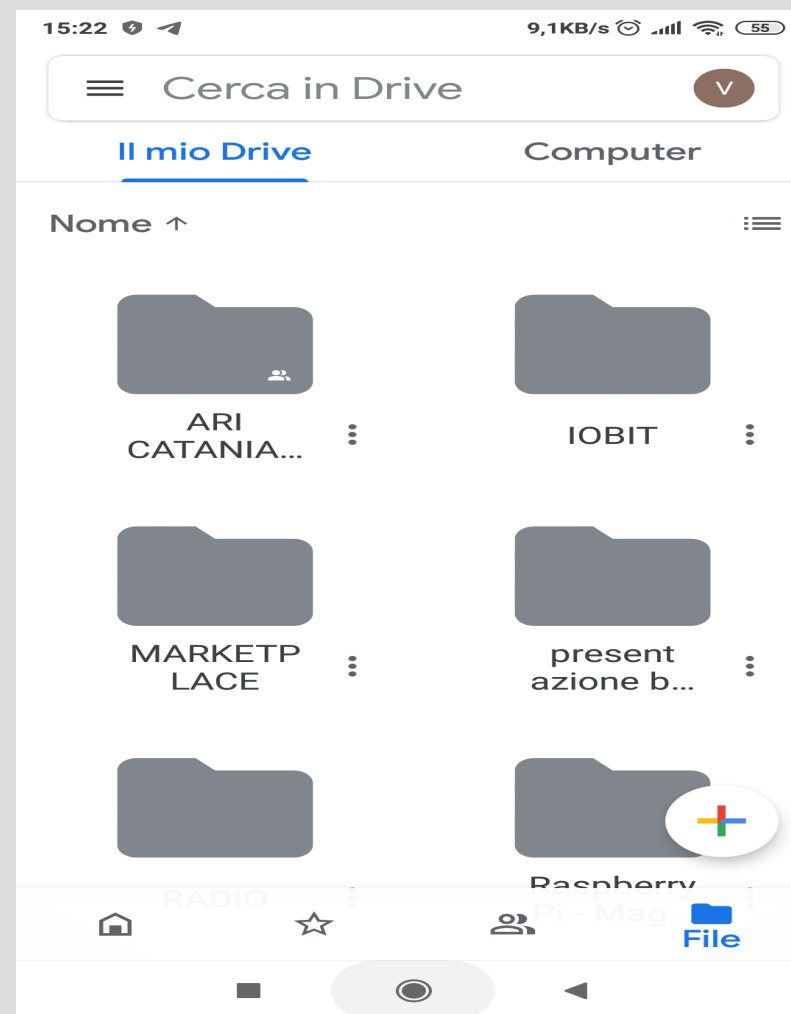 15:22 9,1KB/s 55
Cerca in Drive V
Il mio Drive Computer
Nome
ARI
CATANIA...
IOBIT
MARKETP
LACE
present
azione b...
RADIO
Raspberry
Pi - Mag...
File